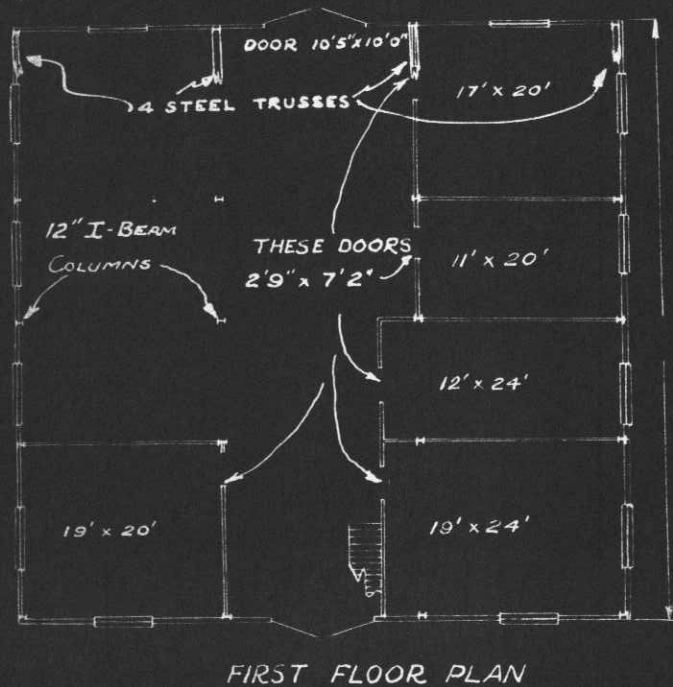 DOOR 10'5"x10'0"
4 STEEL TRUSSES
17' x 20'
12" I-BEAM
COLUMNS
THESE DOORS
2'9" x 7'2"
11' x 20'
12' x 24'
19' x 20'
19' x 24'
FIRST FLOOR PLAN